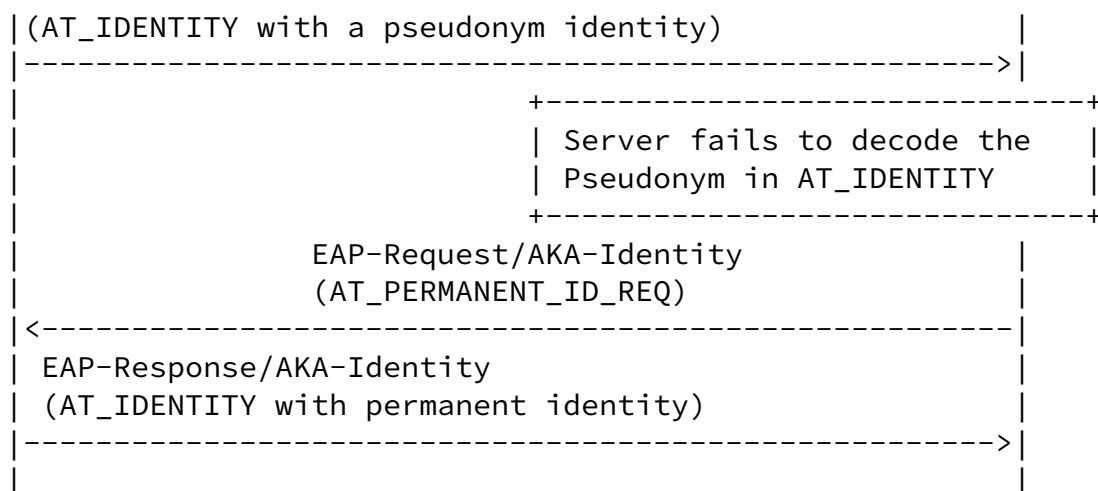 |(AT_IDENTITY with a pseudonym identity)                |
|------------------------------------------------------>|
|                            +------------------------------+
|                            | Server fails to decode the   |
|                            | Pseudonym in AT_IDENTITY     |
|                            +------------------------------+
|                EAP-Request/AKA-Identity               |
|                (AT_PERMANENT_ID_REQ)                  |
|<------------------------------------------------------|
| EAP-Response/AKA-Identity                             |
| (AT_IDENTITY with permanent identity)                 |
|------------------------------------------------------>|
|                                                       |